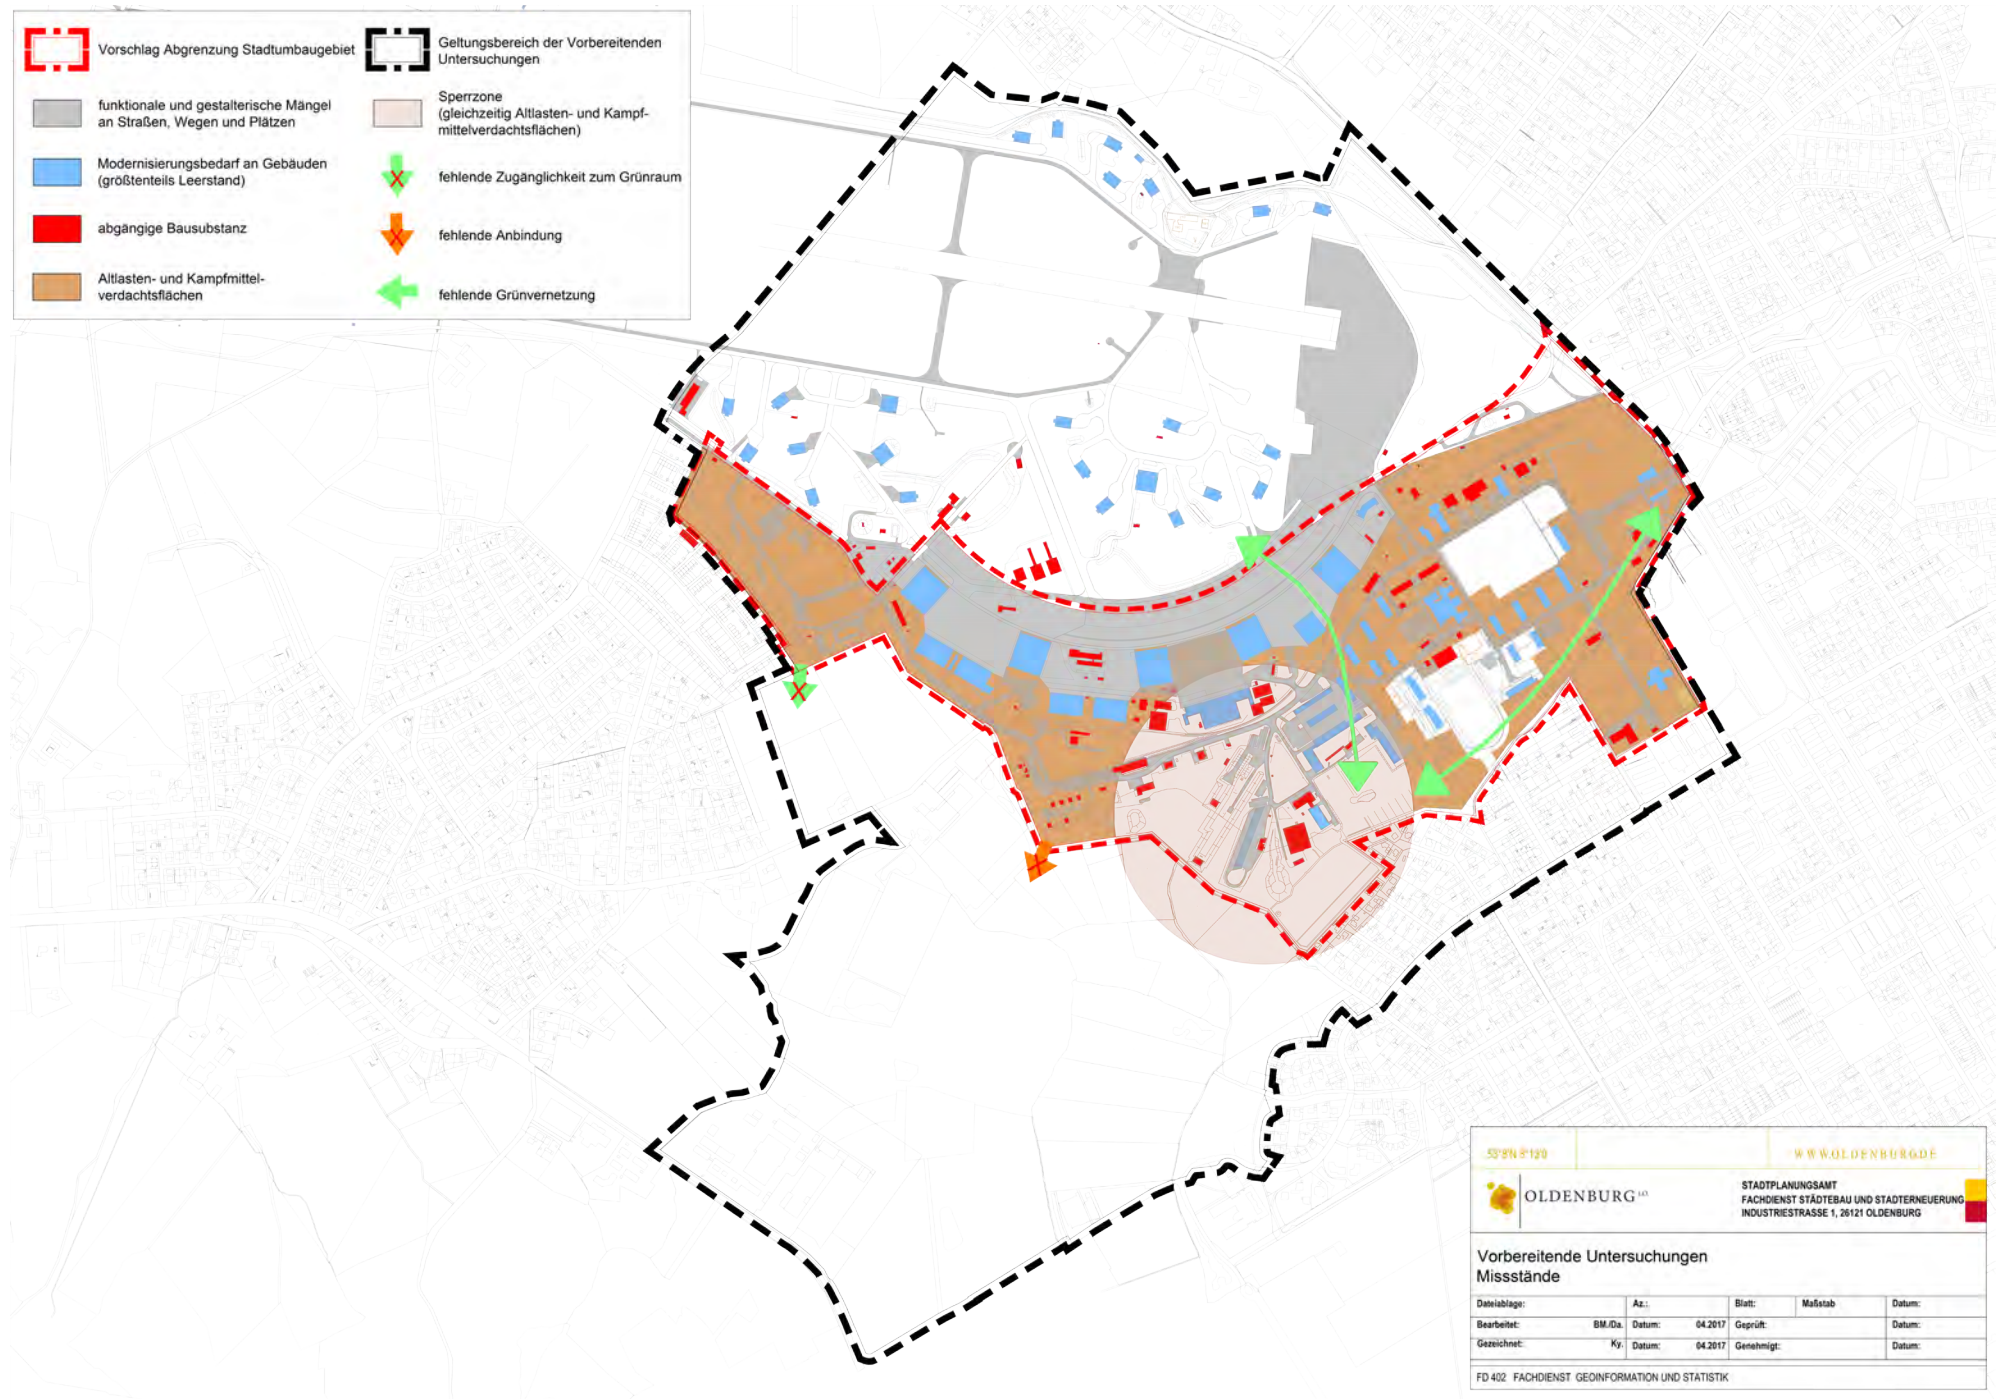 Vorschlag Abgrenzung Stadtumbaugebiet
funktionale und gestalterische Mängel
an Straßen, Wegen und Plätzen
Modernisierungsbedarf an Gebäuden
(größtenteils Leerstand)
abgängige Bausubstanz
Altlasten- und Kampfmittel-
verdachtsflächen
Geltungsbereich der Vorbereitenden
Untersuchungen
Sperrzone
(gleichzeitig Altlasten- und Kampf-
mittelverdachtsflächen)
fehlende Zugänglichkeit zum Grünraum
fehlende Anbindung
fehlende Grünvernetzung
WWW.OLDENBURG.DE
OLDENBURG i.O.
STADTPLANUNGSAMT
FACHDIENST STÄDTEBAU UND STADTERNEUERUNG
INDUSTRIESTRASSE 1, 26121 OLDENBURG
Vorbereitende Untersuchungen
Missstände
Dateiablage: Az.: Blatt: Maßstab Datum:
Bearbeitet: BM./Da. Datum: 04.2017 Geprüft: Datum:
Gezeichnet: Ky. Datum: 04.2017 Genehmigt: Datum:
FD 402 FACHDIENST GEOINFORMATION UND STATISTIK